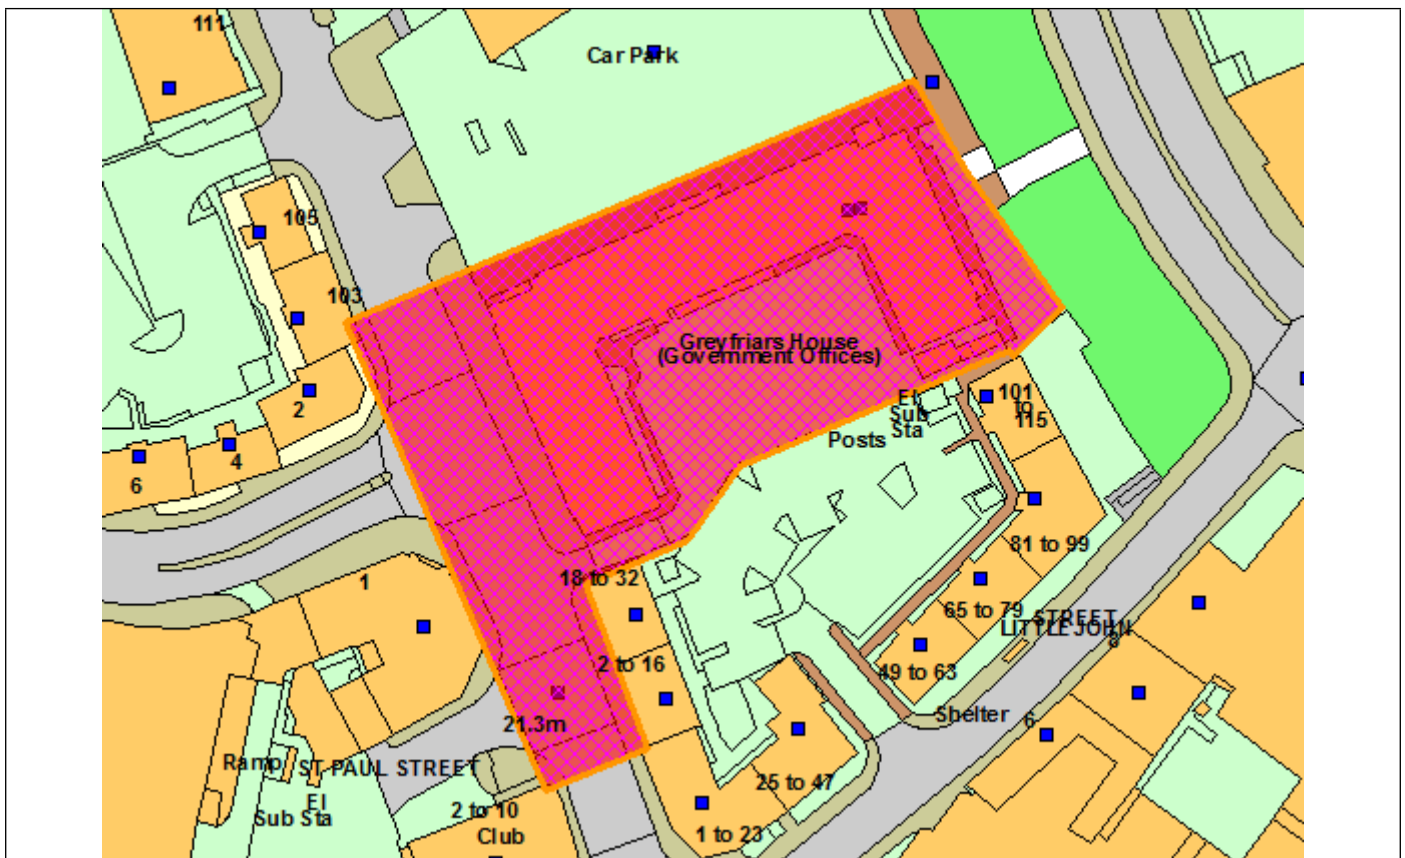 111
Car Park
105
103
Greyfriars House
(Government Offices)
2
4
6
El
Sub
Sta
101
to
115
Posts
81 to 99
1
18 to 32
65 to 79
STREET
LITTLEJOHN
8
2 to 16
49 to 63
Shelter
6
21.3m
Ramp
ST PAUL STREET
El
Sub Sta
25 to 47
2 to 10
Club
1 to 23